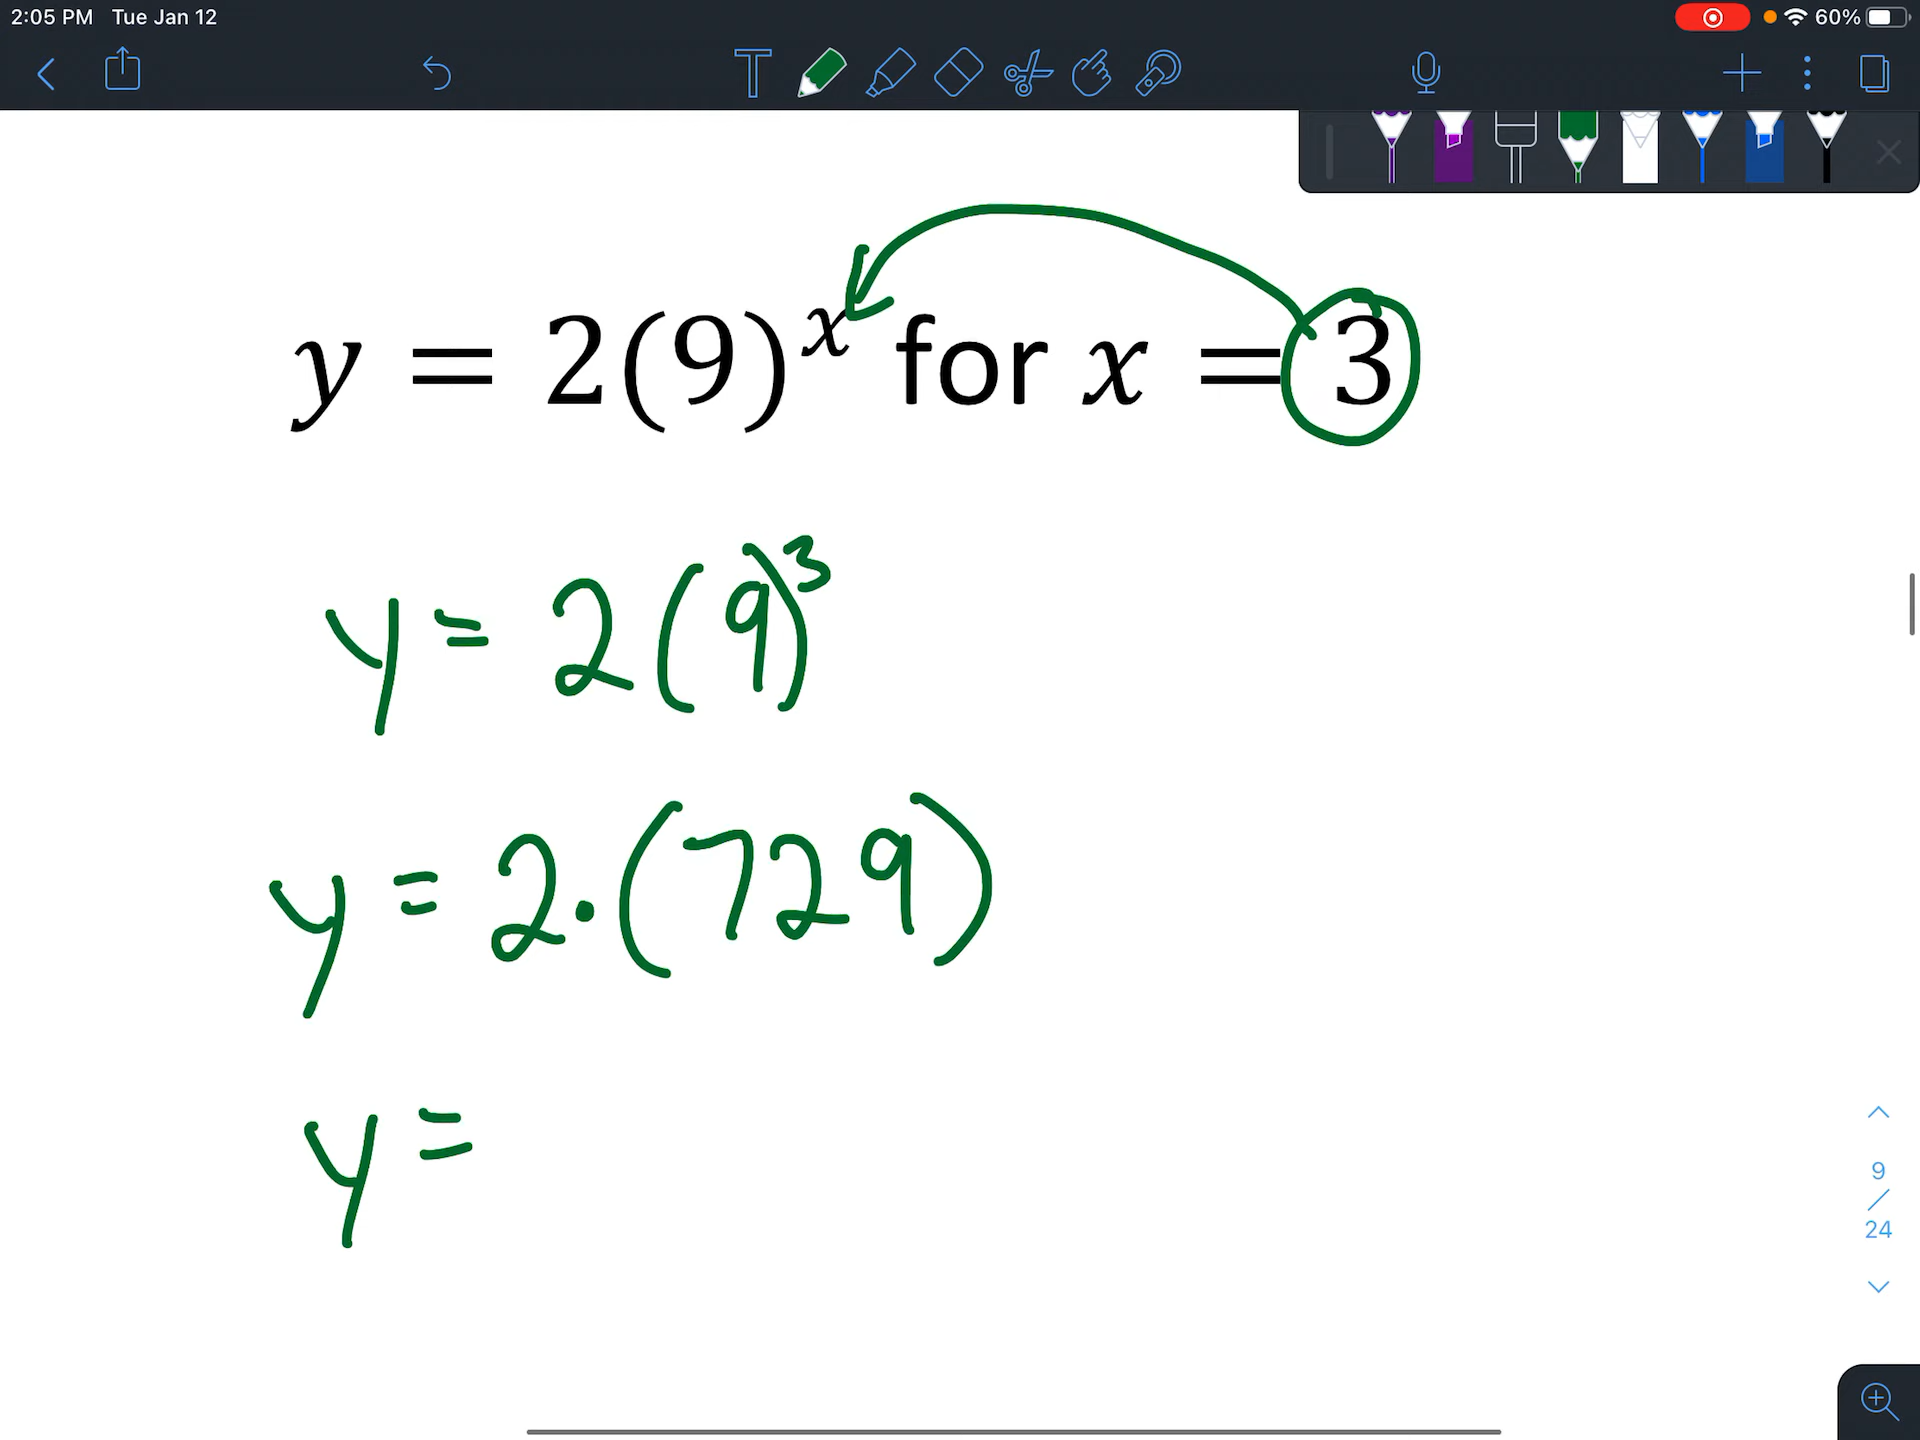 2:05 PM Tue Jan 12 60%
y = 2(9)^x for x = 3
y = 2(9)^3
y = 2·(729)
y =
9
/
24